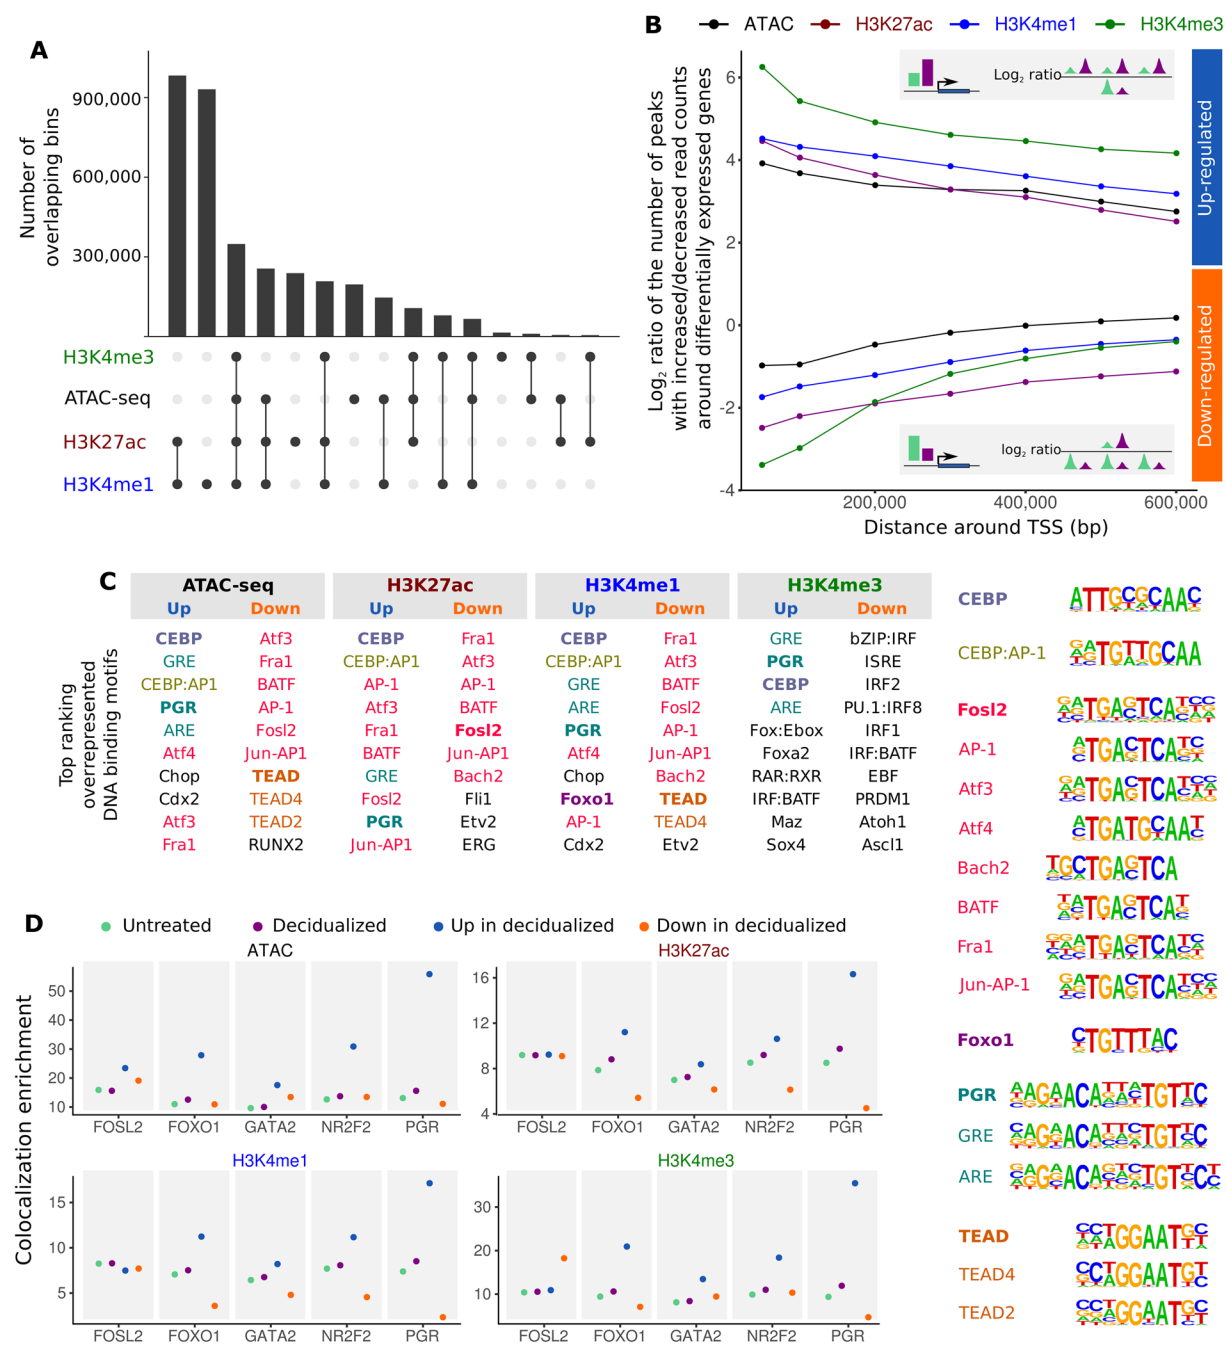 A
Number of
overlapping bins
900,000
600,000
300,000
H3K4me3
ATAC-seq
H3K27ac
H3K4me1
B
ATAC
H3K27ac
H3K4me1
H3K4me3
Log2 ratio of the number of peaks
with increased/decreased read counts
around differentially expressed genes
6
4
2
0
-2
-4
Log2 ratio
log2 ratio
Up-regulated
Down-regulated
200,000
400,000
600,000
Distance around TSS (bp)
C
Top ranking
overrepresented
DNA binding motifs
ATAC-seq H3K27ac H3K4me1 H3K4me3
Up Down Up Down Up Down Up Down
CEBP Atf3 CEBP Fra1 CEBP Fra1 GRE bZIP:IRF
GRE Fra1 CEBP:AP1 Atf3 CEBP:AP1 Atf3 PGR ISRE
CEBP:AP1 BATF AP-1 AP-1 GRE BATF CEBP IRF2
PGR AP-1 Atf3 BATF ARE Fosl2 ARE PU.1:IRF8
ARE Fosl2 Fra1 Fosl2 PGR AP-1 Fox:Ebox IRF1
Atf4 Jun-AP1 BATF Jun-AP1 Atf4 Jun-AP1 Foxa2 IRF:BATF
Chop TEAD GRE Bach2 Chop Bach2 RAR:RXR EBF
Cdx2 TEAD4 Fosl2 Fli1 Foxo1 TEAD IRF:BATF PRDM1
Atf3 TEAD2 PGR Etv2 AP-1 TEAD4 Maz Atoh1
Fra1 RUNX2 Jun-AP1 ERG Cdx2 Etv2 Sox4 Ascl1
CEBP
CEBP:AP-1
Fosl2
AP-1
Atf3
Atf4
Bach2
BATF
Fra1
Jun-AP1
Foxo1
PGR
GRE
ARE
TEAD
TEAD4
TEAD2
D
Untreated
Decidualized
Up in decidualized
Down in decidualized
Colocalization enrichment
ATAC
50
40
30
20
10
FOSL2 FOXO1 GATA2 NR2F2 PGR
H3K27ac
16
12
8
4
FOSL2 FOXO1 GATA2 NR2F2 PGR
H3K4me1
15
10
5
FOSL2 FOXO1 GATA2 NR2F2 PGR
H3K4me3
30
20
10
FOSL2 FOXO1 GATA2 NR2F2 PGR